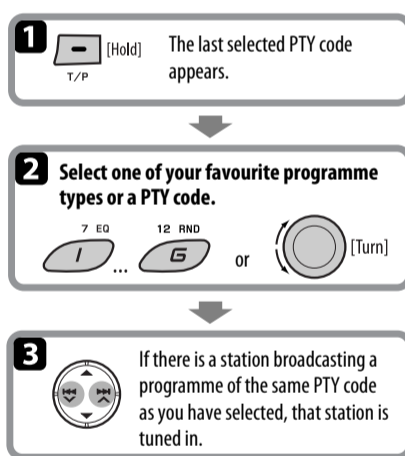 1
[Hold]
T/P
The last selected PTY code
appears.
2
Select one of your favourite programme
types or a PTY code.
7 EQ
12 RND
1
...
6
or
[Turn]
3
If there is a station broadcasting a
programme of the same PTY code
as you have selected, that station is
tuned in.